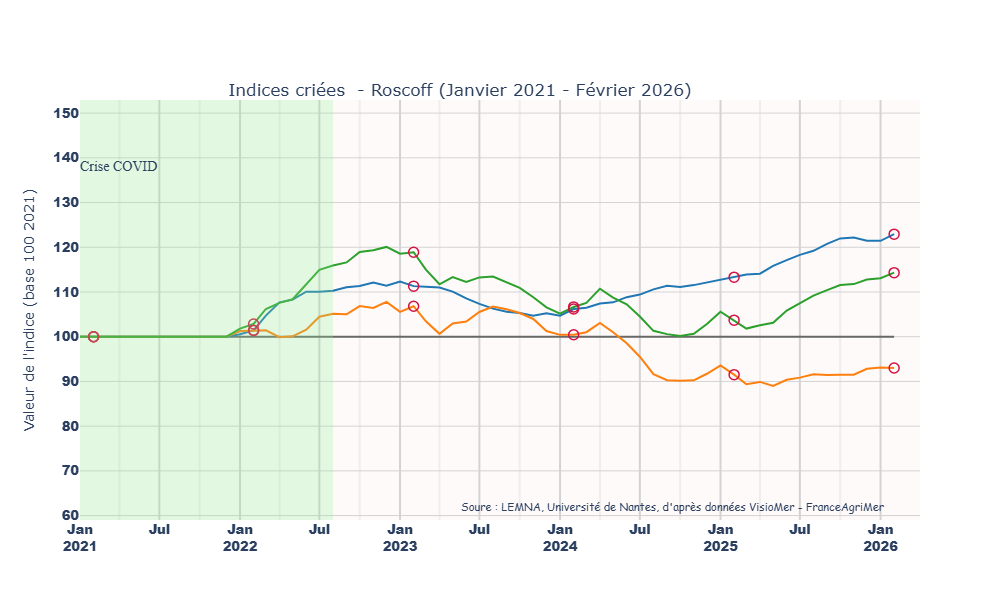 Indices criées  - Roscoff (Janvier 2021 - Février 2026)
Valeur de l'indice (base 100 2021)
150
140
130
120
110
100
90
80
70
60
Crise COVID
Soure : LEMNA, Université de Nantes, d'après données VisioMer - FranceAgriMer
Jan Jul Jan Jul Jan Jul Jan Jul Jan Jul Jan
2021 2022 2023 2024 2025 2026